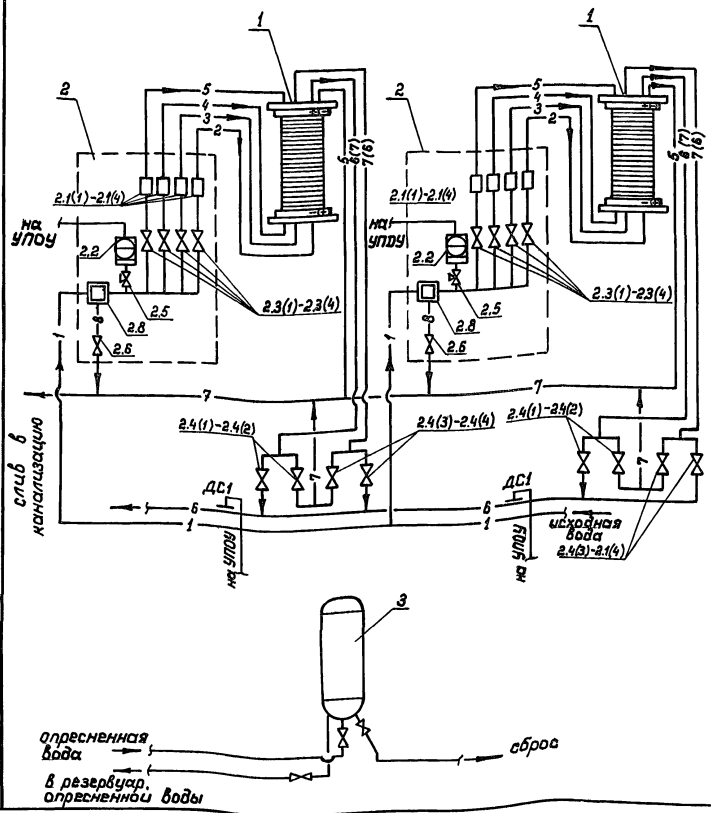 1
1
2
5
4
3
2
2
5
4
3
2
5
6(7)
7(6)
5
6(7)
7(6)
2.1(1)-2.1(4)
на
УПОУ
2.2
2.5
2.3(1)-2.3(4)
2.8
8
2.6
1
2.1(1)-2.1(4)
на
УПОУ
2.2
2.5
2.3(1)-2.3(4)
2.8
8
2.6
1
7
7
слив в
канализацию
2.4(1)-2.4(2)
2.4(3)-2.4(4)
2.4(1)-2.4(2)
7
7
6
ДС1
6
ДС1
1
1
исходная
вода
на УПОУ
на УПОУ
2.4(3)-2.1(4)
3
опресненная
вода
сброс
в резервуар.
опресненной воды